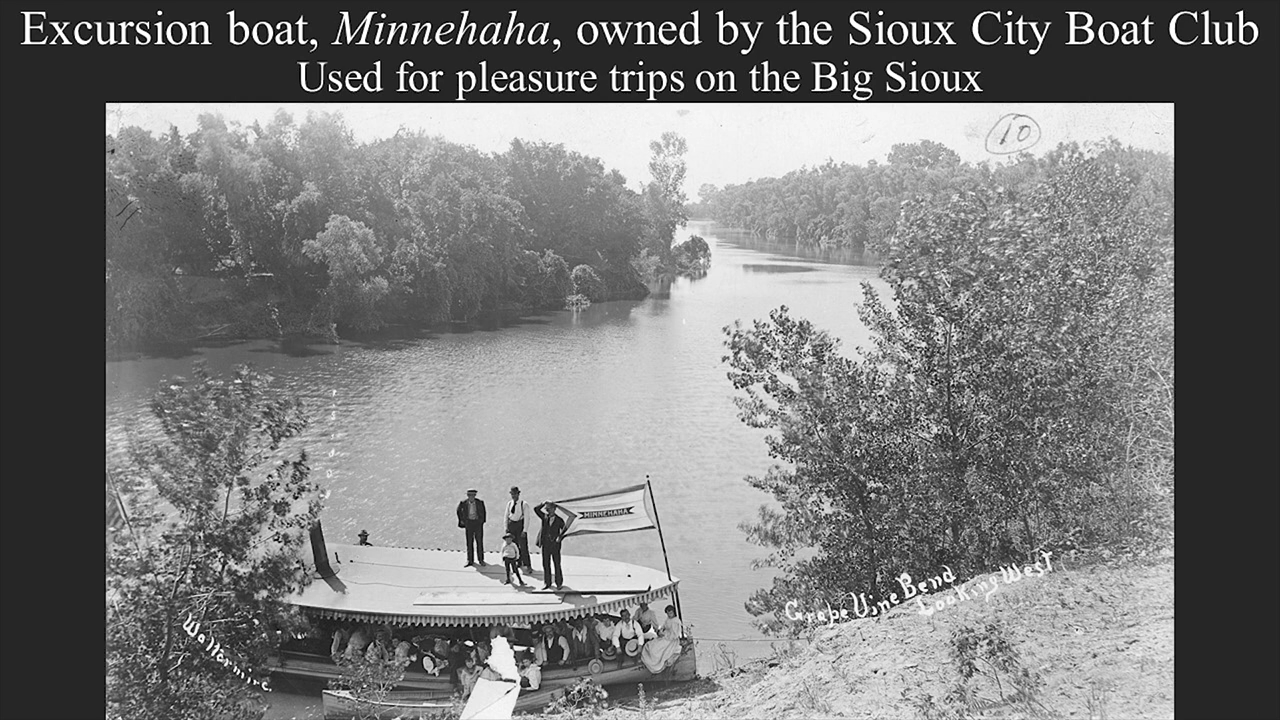 Excursion boat, Minnehaha, owned by the Sioux City Boat Club
Used for pleasure trips on the Big Sioux
10
MINNEHAHA
Grape Vine Bend
Looking West
Waltermire